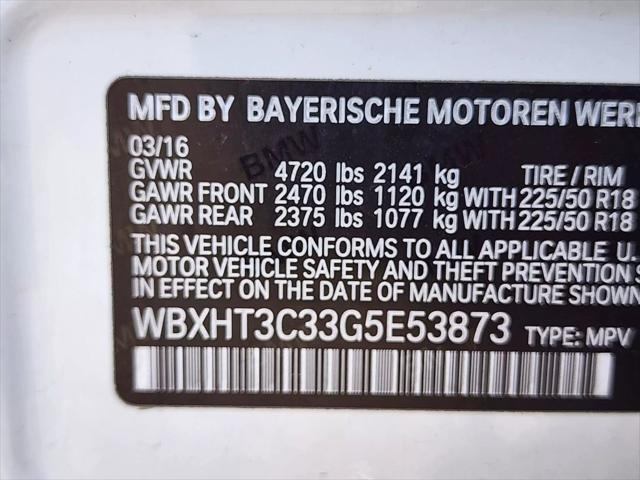 MFD BY BAYERISCHE MOTOREN WER
03/16
GVWR 4720 lbs 2141 kg TIRE / RIM
GAWR FRONT 2470 lbs 1120 kg WITH 225/50 R18
GAWR REAR 2375 lbs 1077 kg WITH 225/50 R18
THIS VEHICLE CONFORMS TO ALL APPLICABLE U.
MOTOR VEHICLE SAFETY AND THEFT PREVENTION S
IN EFFECT ON THE DATE OF MANUFACTURE SHOWN
WBXHT3C33G5E53873 TYPE: MPV
BMW